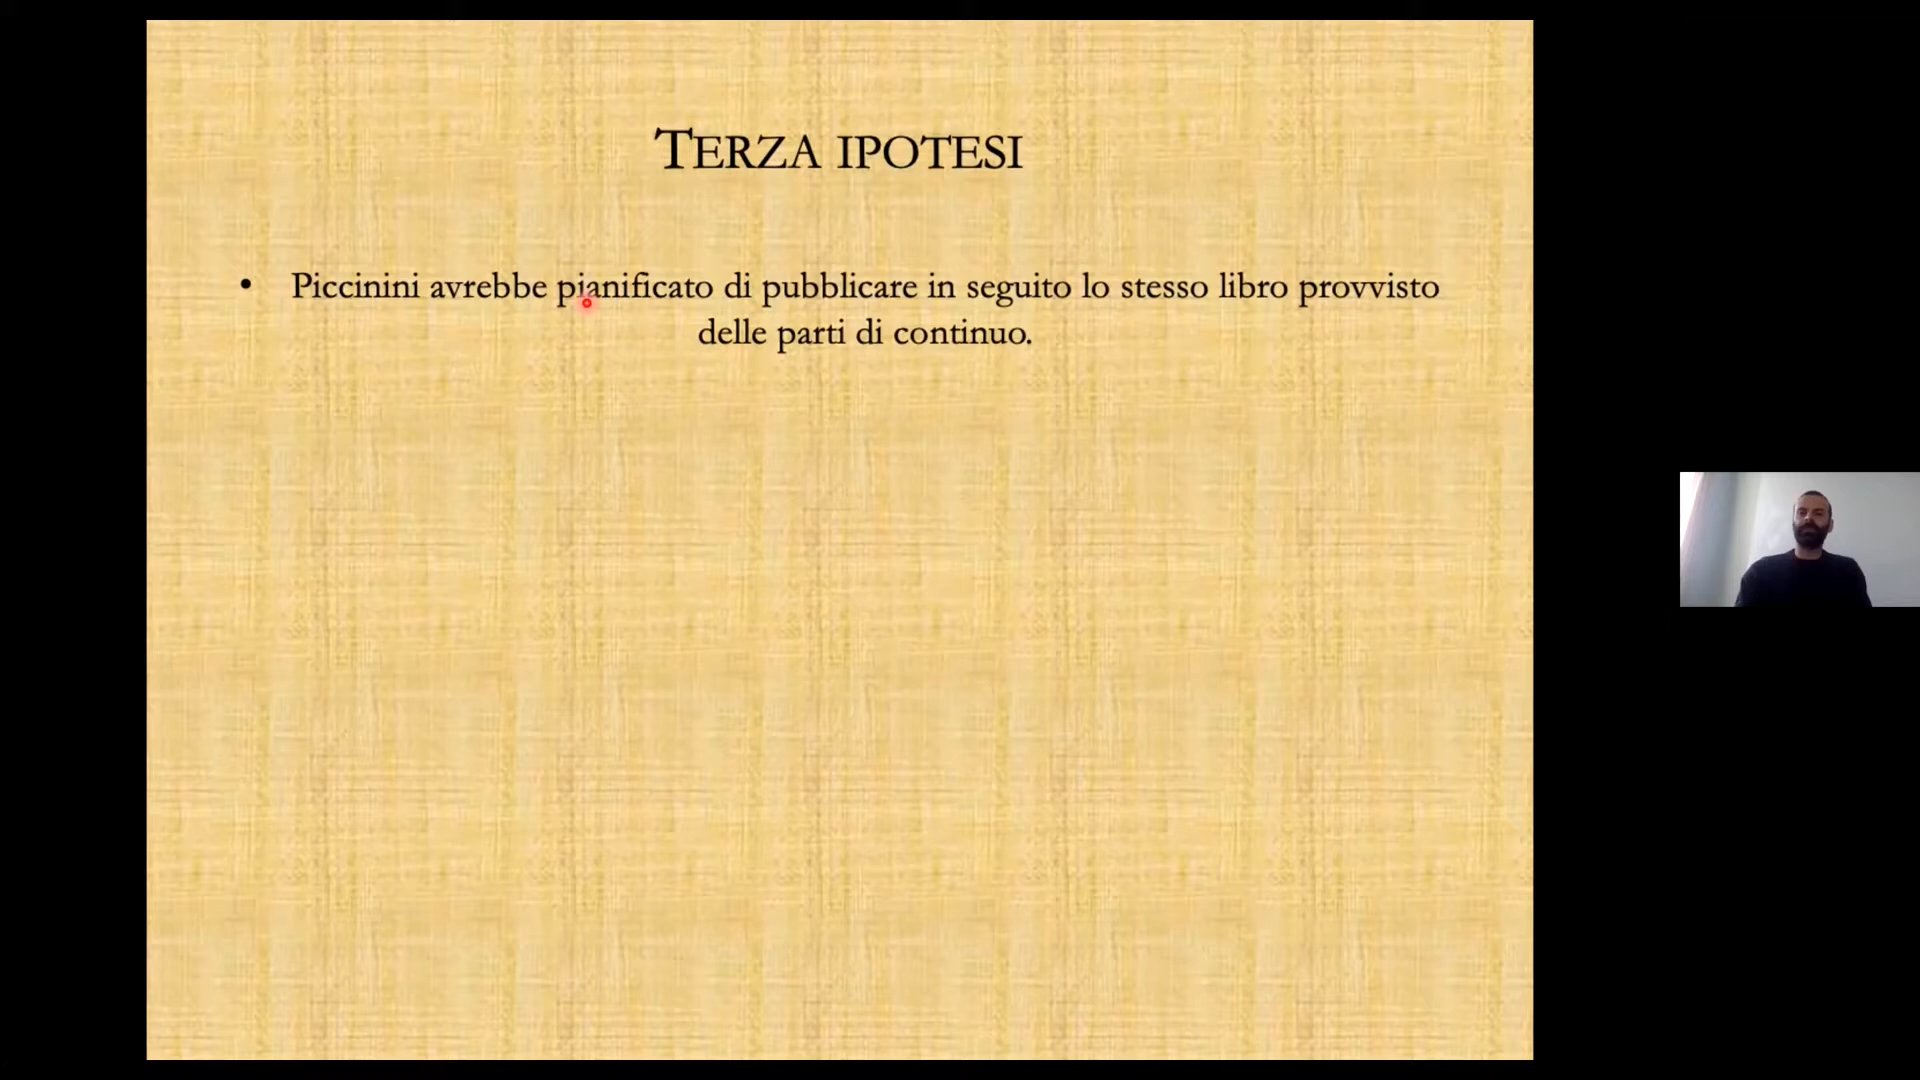 TERZA IPOTESI
• Piccinini avrebbe pianificato di pubblicare in seguito lo stesso libro provvisto
delle parti di continuo.